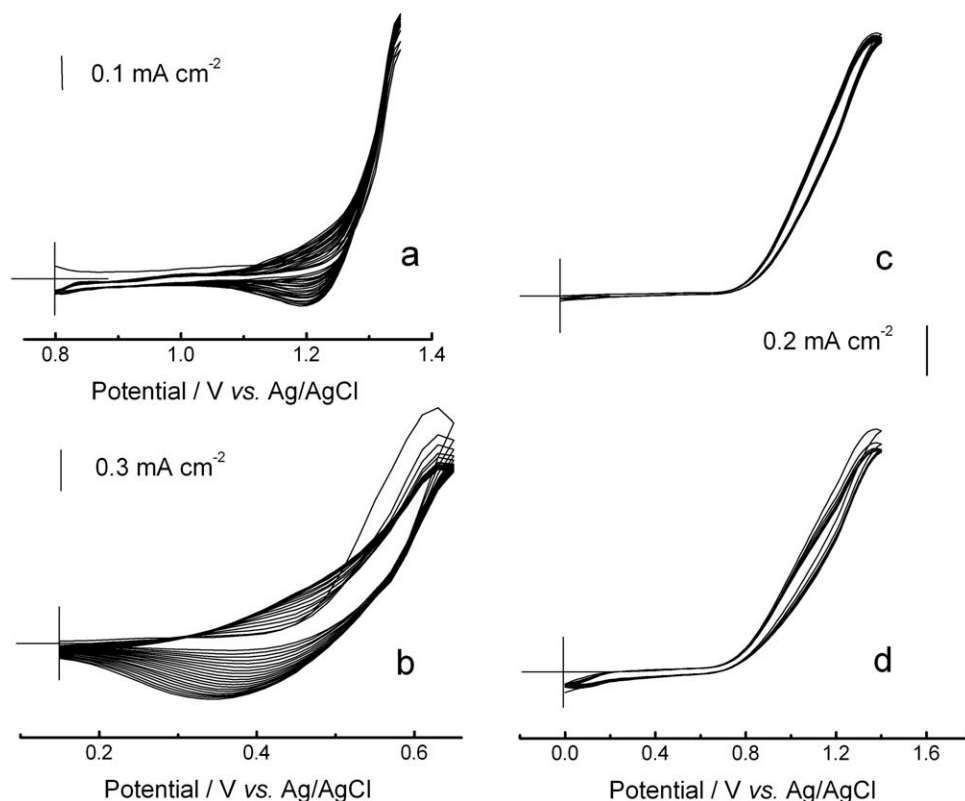 0.1 mA cm⁻²
a
0.8 1.0 1.2 1.4
Potential / V vs. Ag/AgCl
c
0.2 mA cm⁻²
0.3 mA cm⁻²
b
0.2 0.4 0.6
Potential / V vs. Ag/AgCl
d
0.0 0.4 0.8 1.2 1.6
Potential / V vs. Ag/AgCl